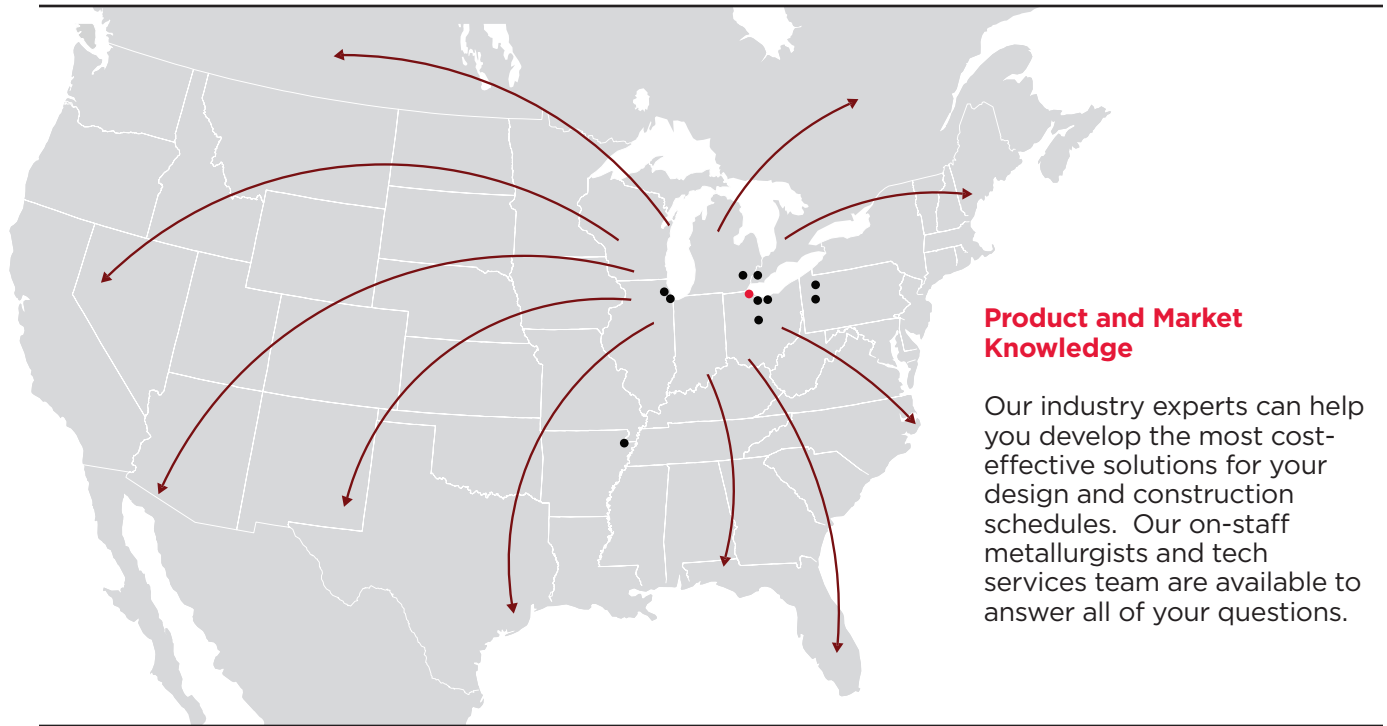 Product and Market
Knowledge
Our industry experts can help
you develop the most cost-
effective solutions for your
design and construction
schedules.  Our on-staff
metallurgists and tech
services team are available to
answer all of your questions.